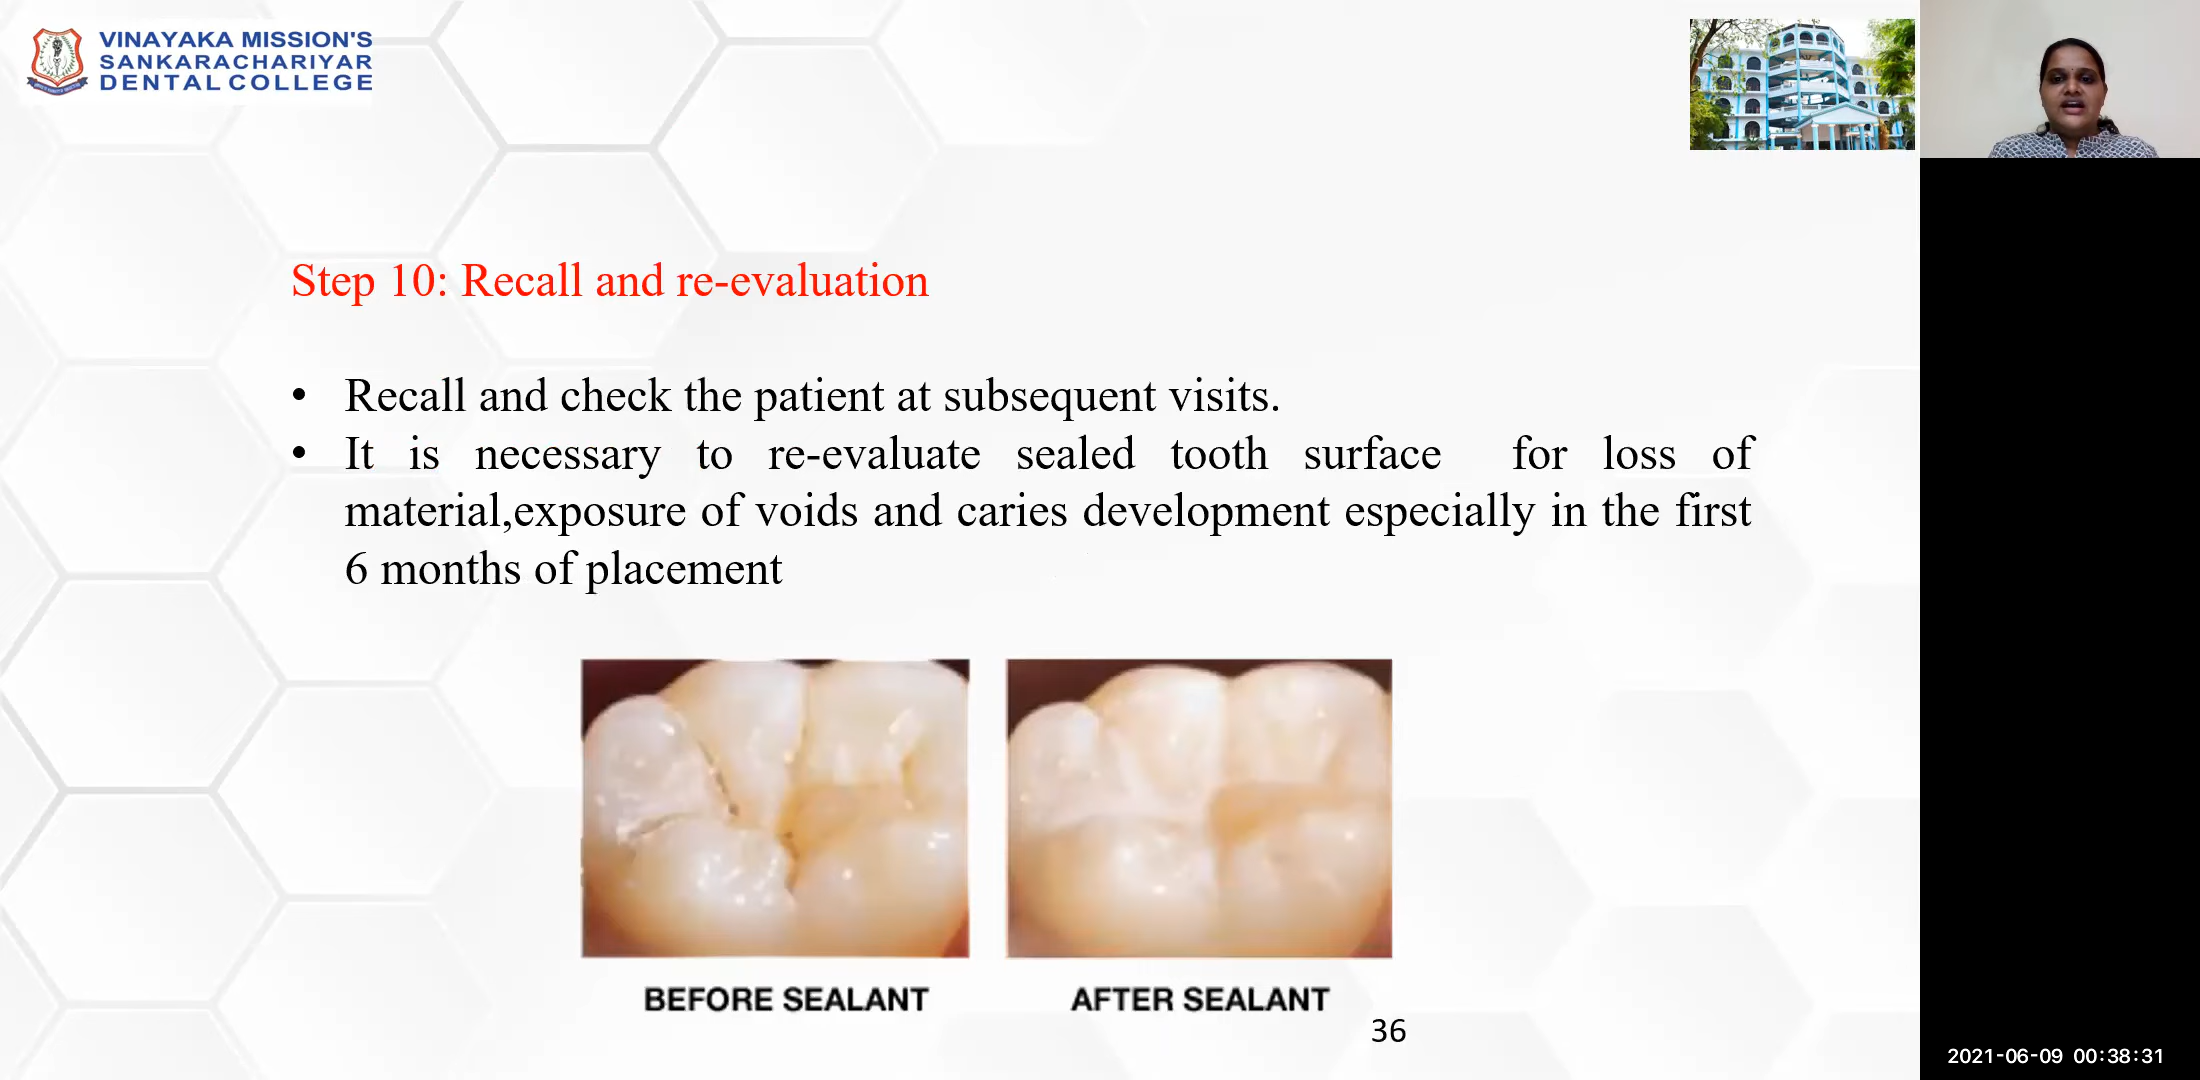 VINAYAKA MISSION'S
SANKARACHARIYAR
DENTAL COLLEGE
Step 10: Recall and re-evaluation
• Recall and check the patient at subsequent visits.
• It is necessary to re-evaluate sealed tooth surface for loss of
material,exposure of voids and caries development especially in the first
6 months of placement
BEFORE SEALANT
AFTER SEALANT
36
2021-06-09 00:38:31